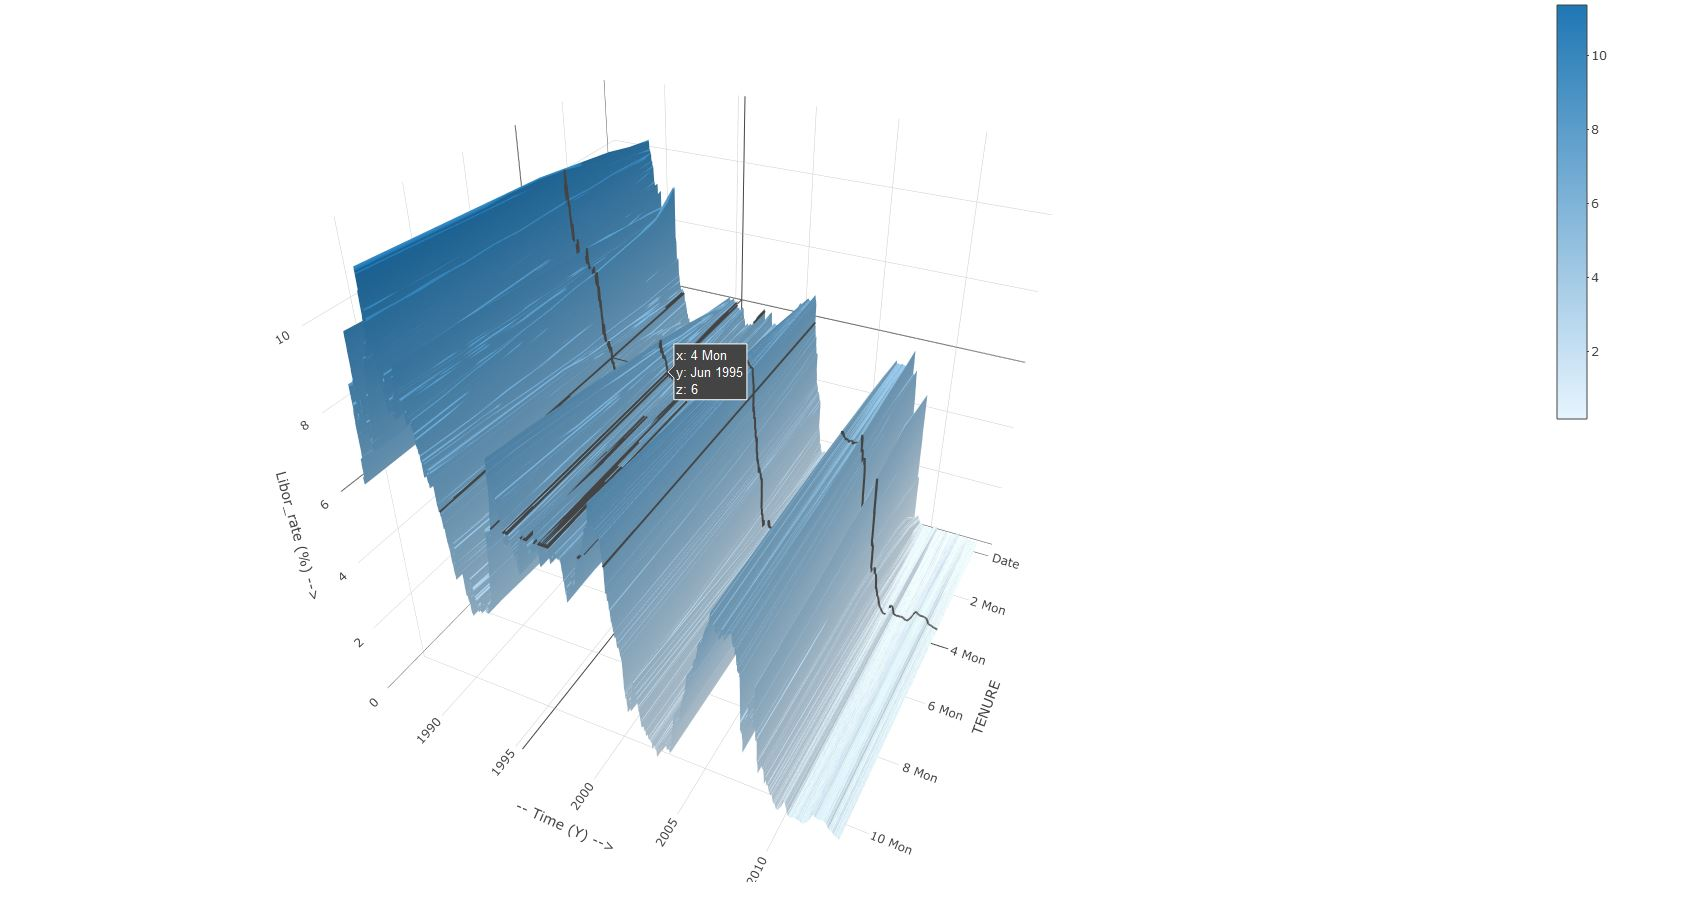 10
8
6
4
2
x: 4 Mon
y: Jun 1995
z: 6
10
8
6
4
2
0
Libor_rate (%) -->
1990
1995
2000
2005
2010
-- Time (Y) -->
Date
2 Mon
4 Mon
6 Mon
8 Mon
10 Mon
TENURE